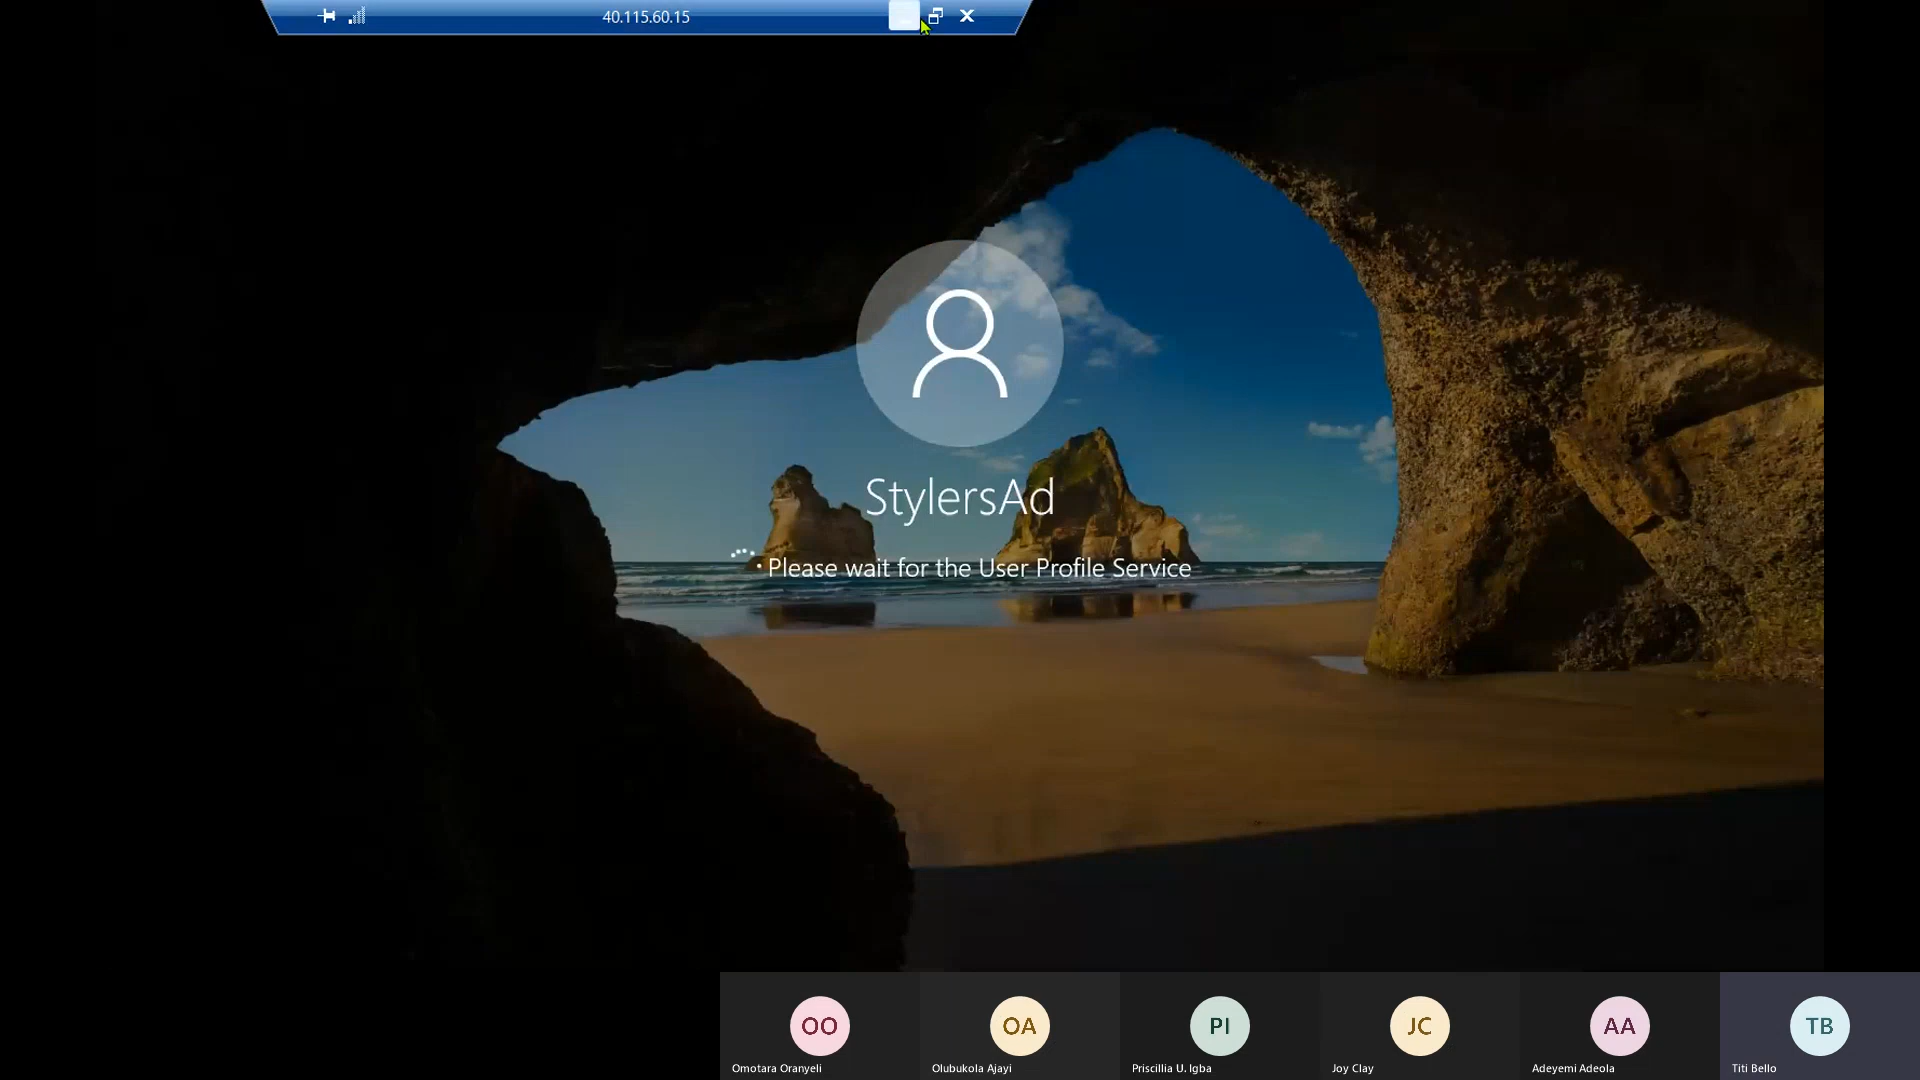 40.115.60.15
StylersAd
Please wait for the User Profile Service
OO
OA
PI
JC
AA
TB
Omotara Oranyeli
Olubukola Ajayi
Priscillia U. Igba
Joy Clay
Adeyemi Adeola
Titi Bello